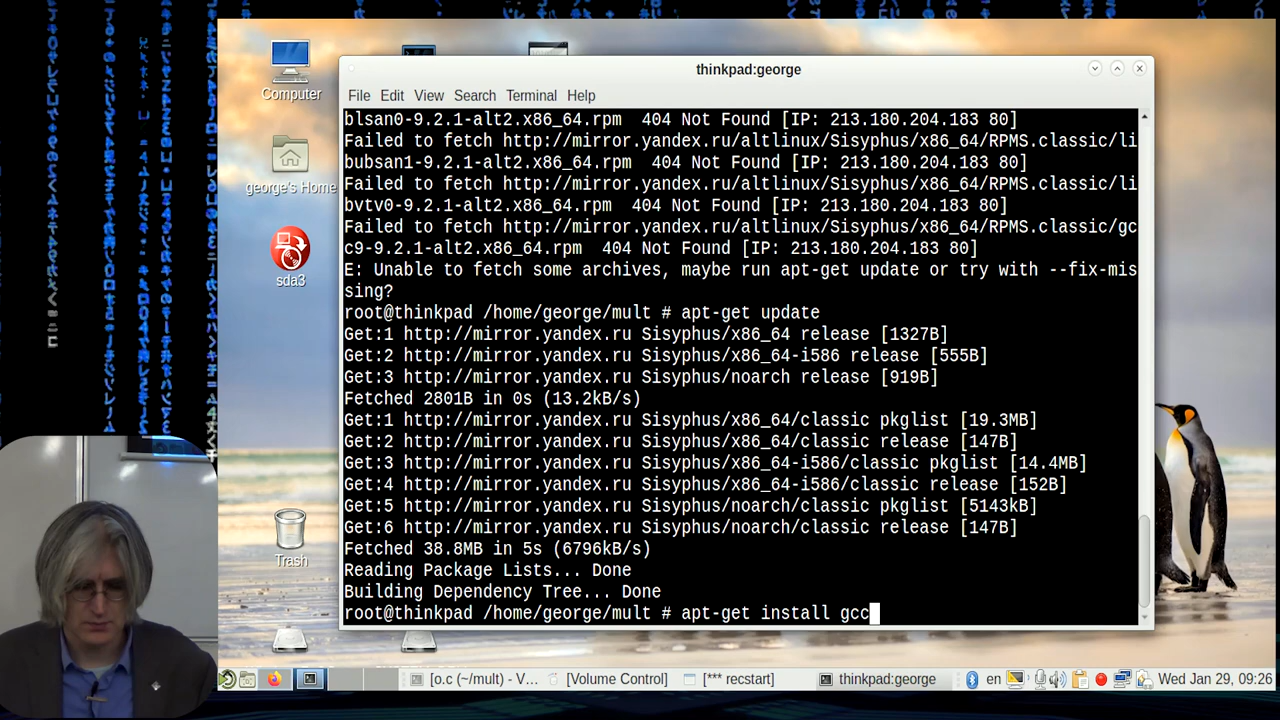 thinkpad:george
File Edit View Search Terminal Help
blsan0-9.2.1-alt2.x86_64.rpm  404 Not Found [IP: 213.180.204.183 80]
Failed to fetch http://mirror.yandex.ru/altlinux/Sisyphus/x86_64/RPMS.classic/li
bubsan1-9.2.1-alt2.x86_64.rpm  404 Not Found [IP: 213.180.204.183 80]
Failed to fetch http://mirror.yandex.ru/altlinux/Sisyphus/x86_64/RPMS.classic/li
bvtv0-9.2.1-alt2.x86_64.rpm  404 Not Found [IP: 213.180.204.183 80]
Failed to fetch http://mirror.yandex.ru/altlinux/Sisyphus/x86_64/RPMS.classic/gc
c9-9.2.1-alt2.x86_64.rpm  404 Not Found [IP: 213.180.204.183 80]
E: Unable to fetch some archives, maybe run apt-get update or try with --fix-mis
sing?
root@thinkpad /home/george/mult # apt-get update
Get:1 http://mirror.yandex.ru Sisyphus/x86_64 release [1327B]
Get:2 http://mirror.yandex.ru Sisyphus/x86_64-i586 release [555B]
Get:3 http://mirror.yandex.ru Sisyphus/noarch release [919B]
Fetched 2801B in 0s (13.2kB/s)
Get:1 http://mirror.yandex.ru Sisyphus/x86_64/classic pkglist [19.3MB]
Get:2 http://mirror.yandex.ru Sisyphus/x86_64/classic release [147B]
Get:3 http://mirror.yandex.ru Sisyphus/x86_64-i586/classic pkglist [14.4MB]
Get:4 http://mirror.yandex.ru Sisyphus/x86_64-i586/classic release [152B]
Get:5 http://mirror.yandex.ru Sisyphus/noarch/classic pkglist [5143kB]
Get:6 http://mirror.yandex.ru Sisyphus/noarch/classic release [147B]
Fetched 38.8MB in 5s (6796kB/s)
Reading Package Lists... Done
Building Dependency Tree... Done
root@thinkpad /home/george/mult # apt-get install gcc
Computer
george's Home
sda3
Trash
[o.c (~/mult) - V... [Volume Control] [*** recstart] thinkpad:george en Wed Jan 29, 09:26